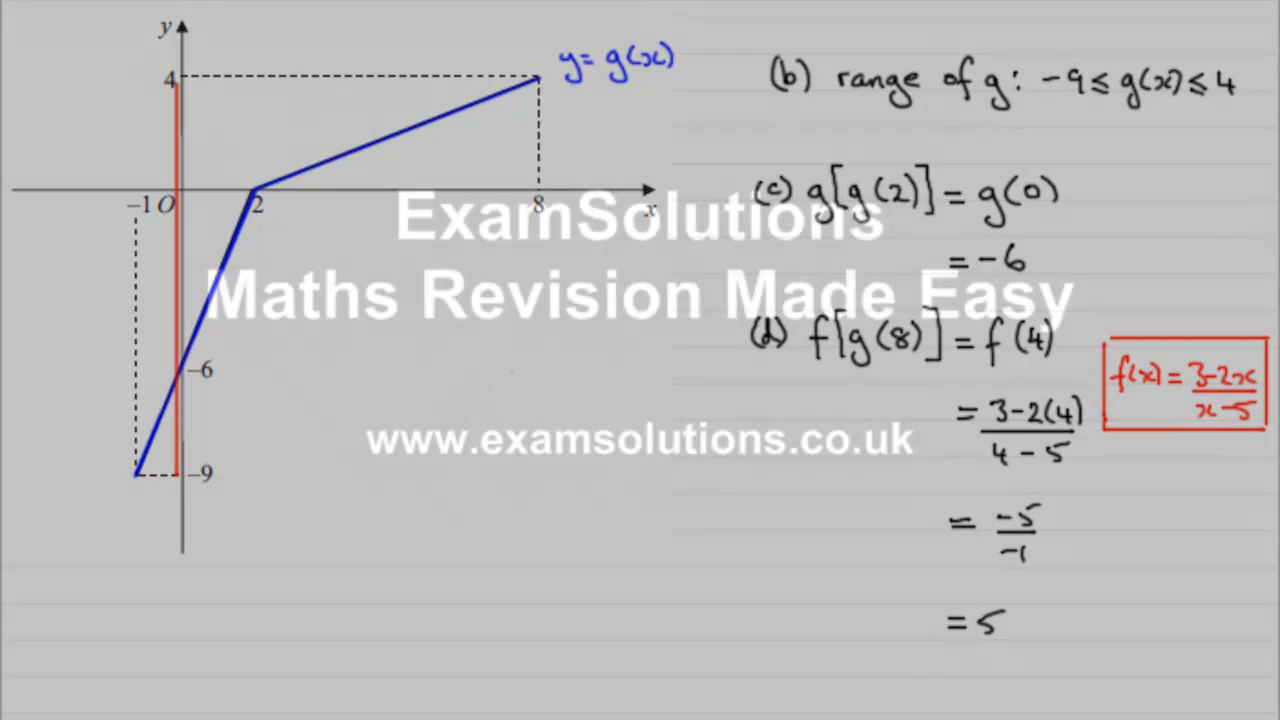 y
4
y = g(x)
-1 O 2 8 x
-6
-9
(b) range of g: -9 ≤ g(x) ≤ 4
(c) g[g(2)] = g(0)
= -6
(d) f[g(8)] = f(4)
= 3-2(4)
4 - 5
= -5
-1
= 5
f(x) = 3-2x
x-5
ExamSolutions
Maths Revision Made Easy
www.examsolutions.co.uk